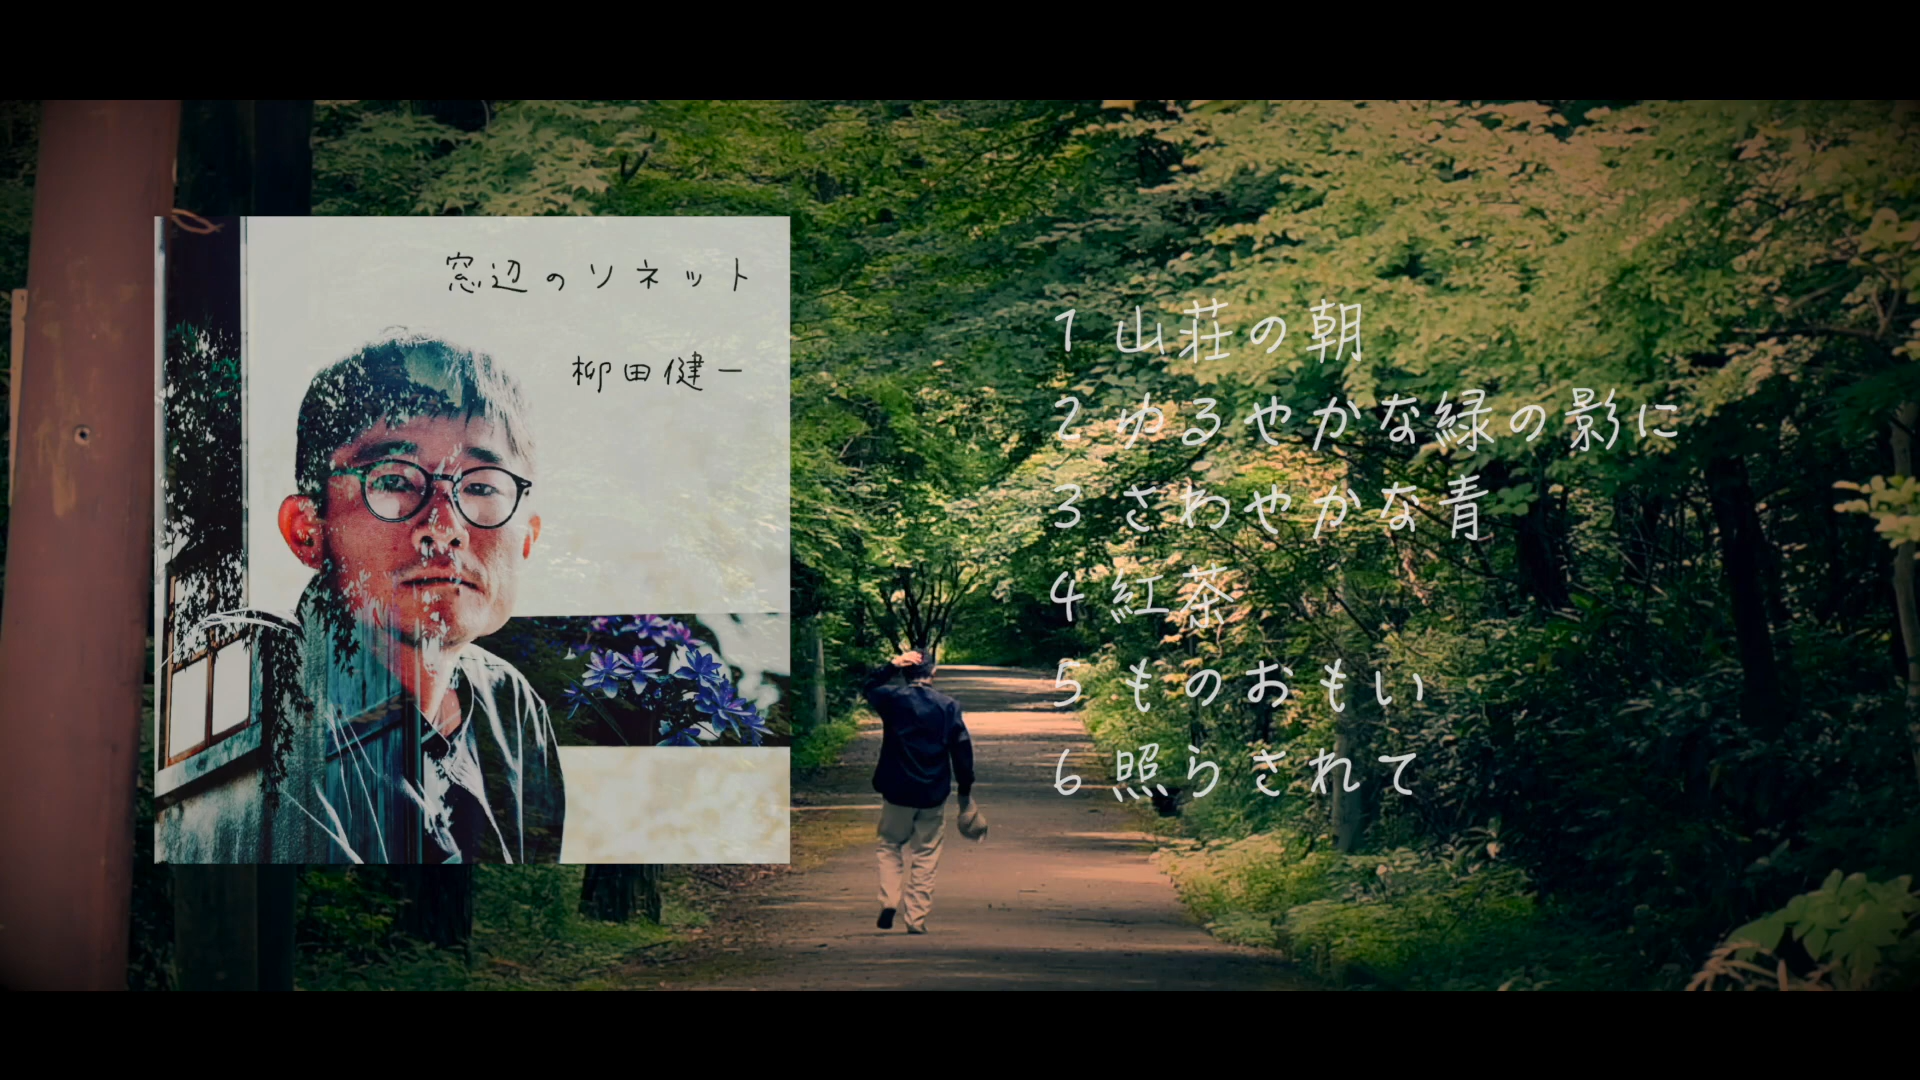 窓辺のソネット
柳田健一
1 山荘の朝
2 ゆるやかな緑の影に
3 さわやかな青
4 紅茶
5 ものおもい
6 照らされて